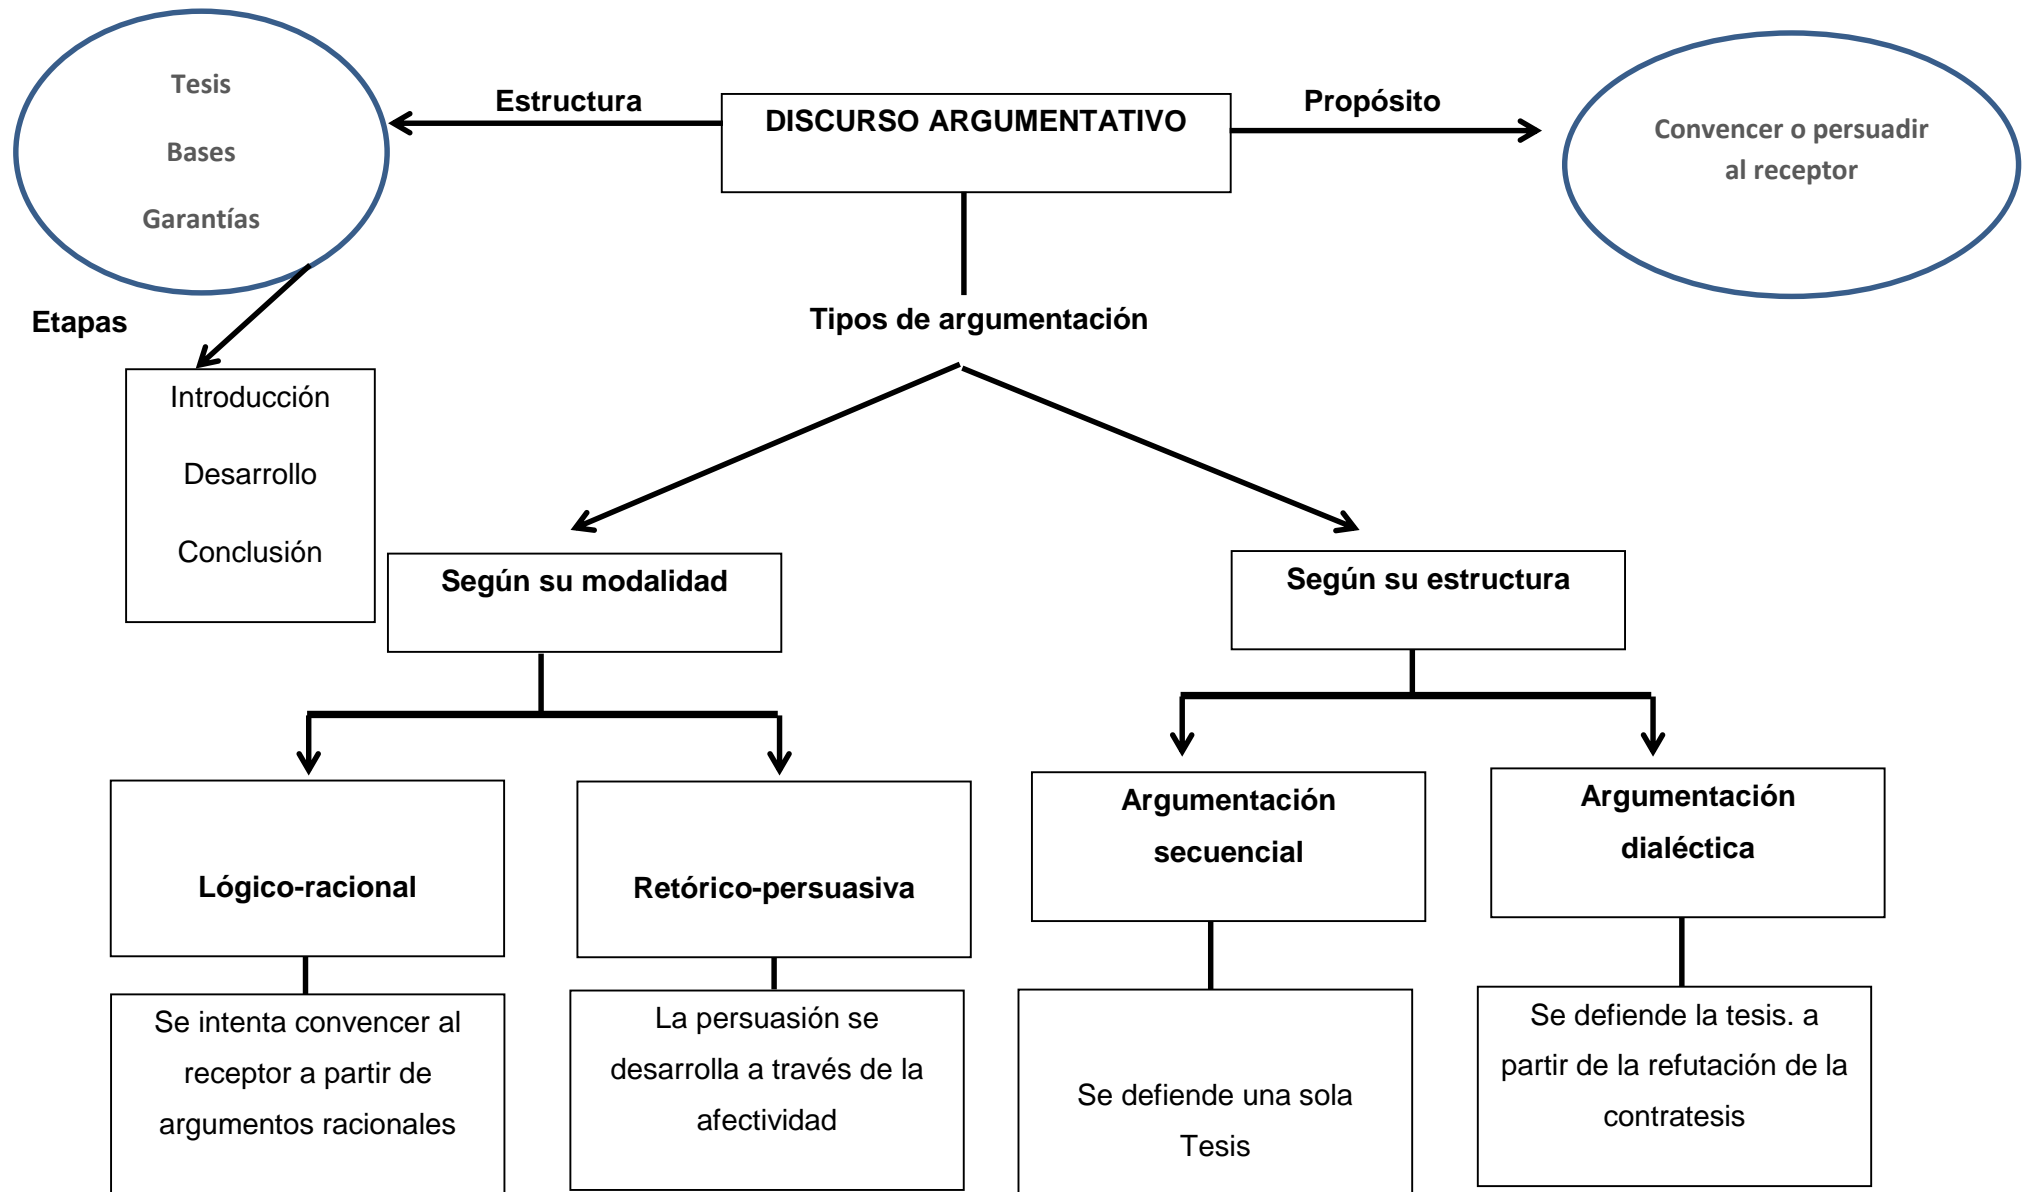 Tesis
Bases
Garantías
Estructura
DISCURSO ARGUMENTATIVO
Propósito
Convencer o persuadir
al receptor
Etapas
Introducción
Desarrollo
Conclusión
Tipos de argumentación
Según su modalidad
Según su estructura
Lógico-racional
Retórico-persuasiva
Argumentación
secuencial
Argumentación
dialéctica
Se intenta convencer al
receptor a partir de
argumentos racionales
La persuasión se
desarrolla a través de la
afectividad
Se defiende una sola
Tesis
Se defiende la tesis. a
partir de la refutación de la
contratesis